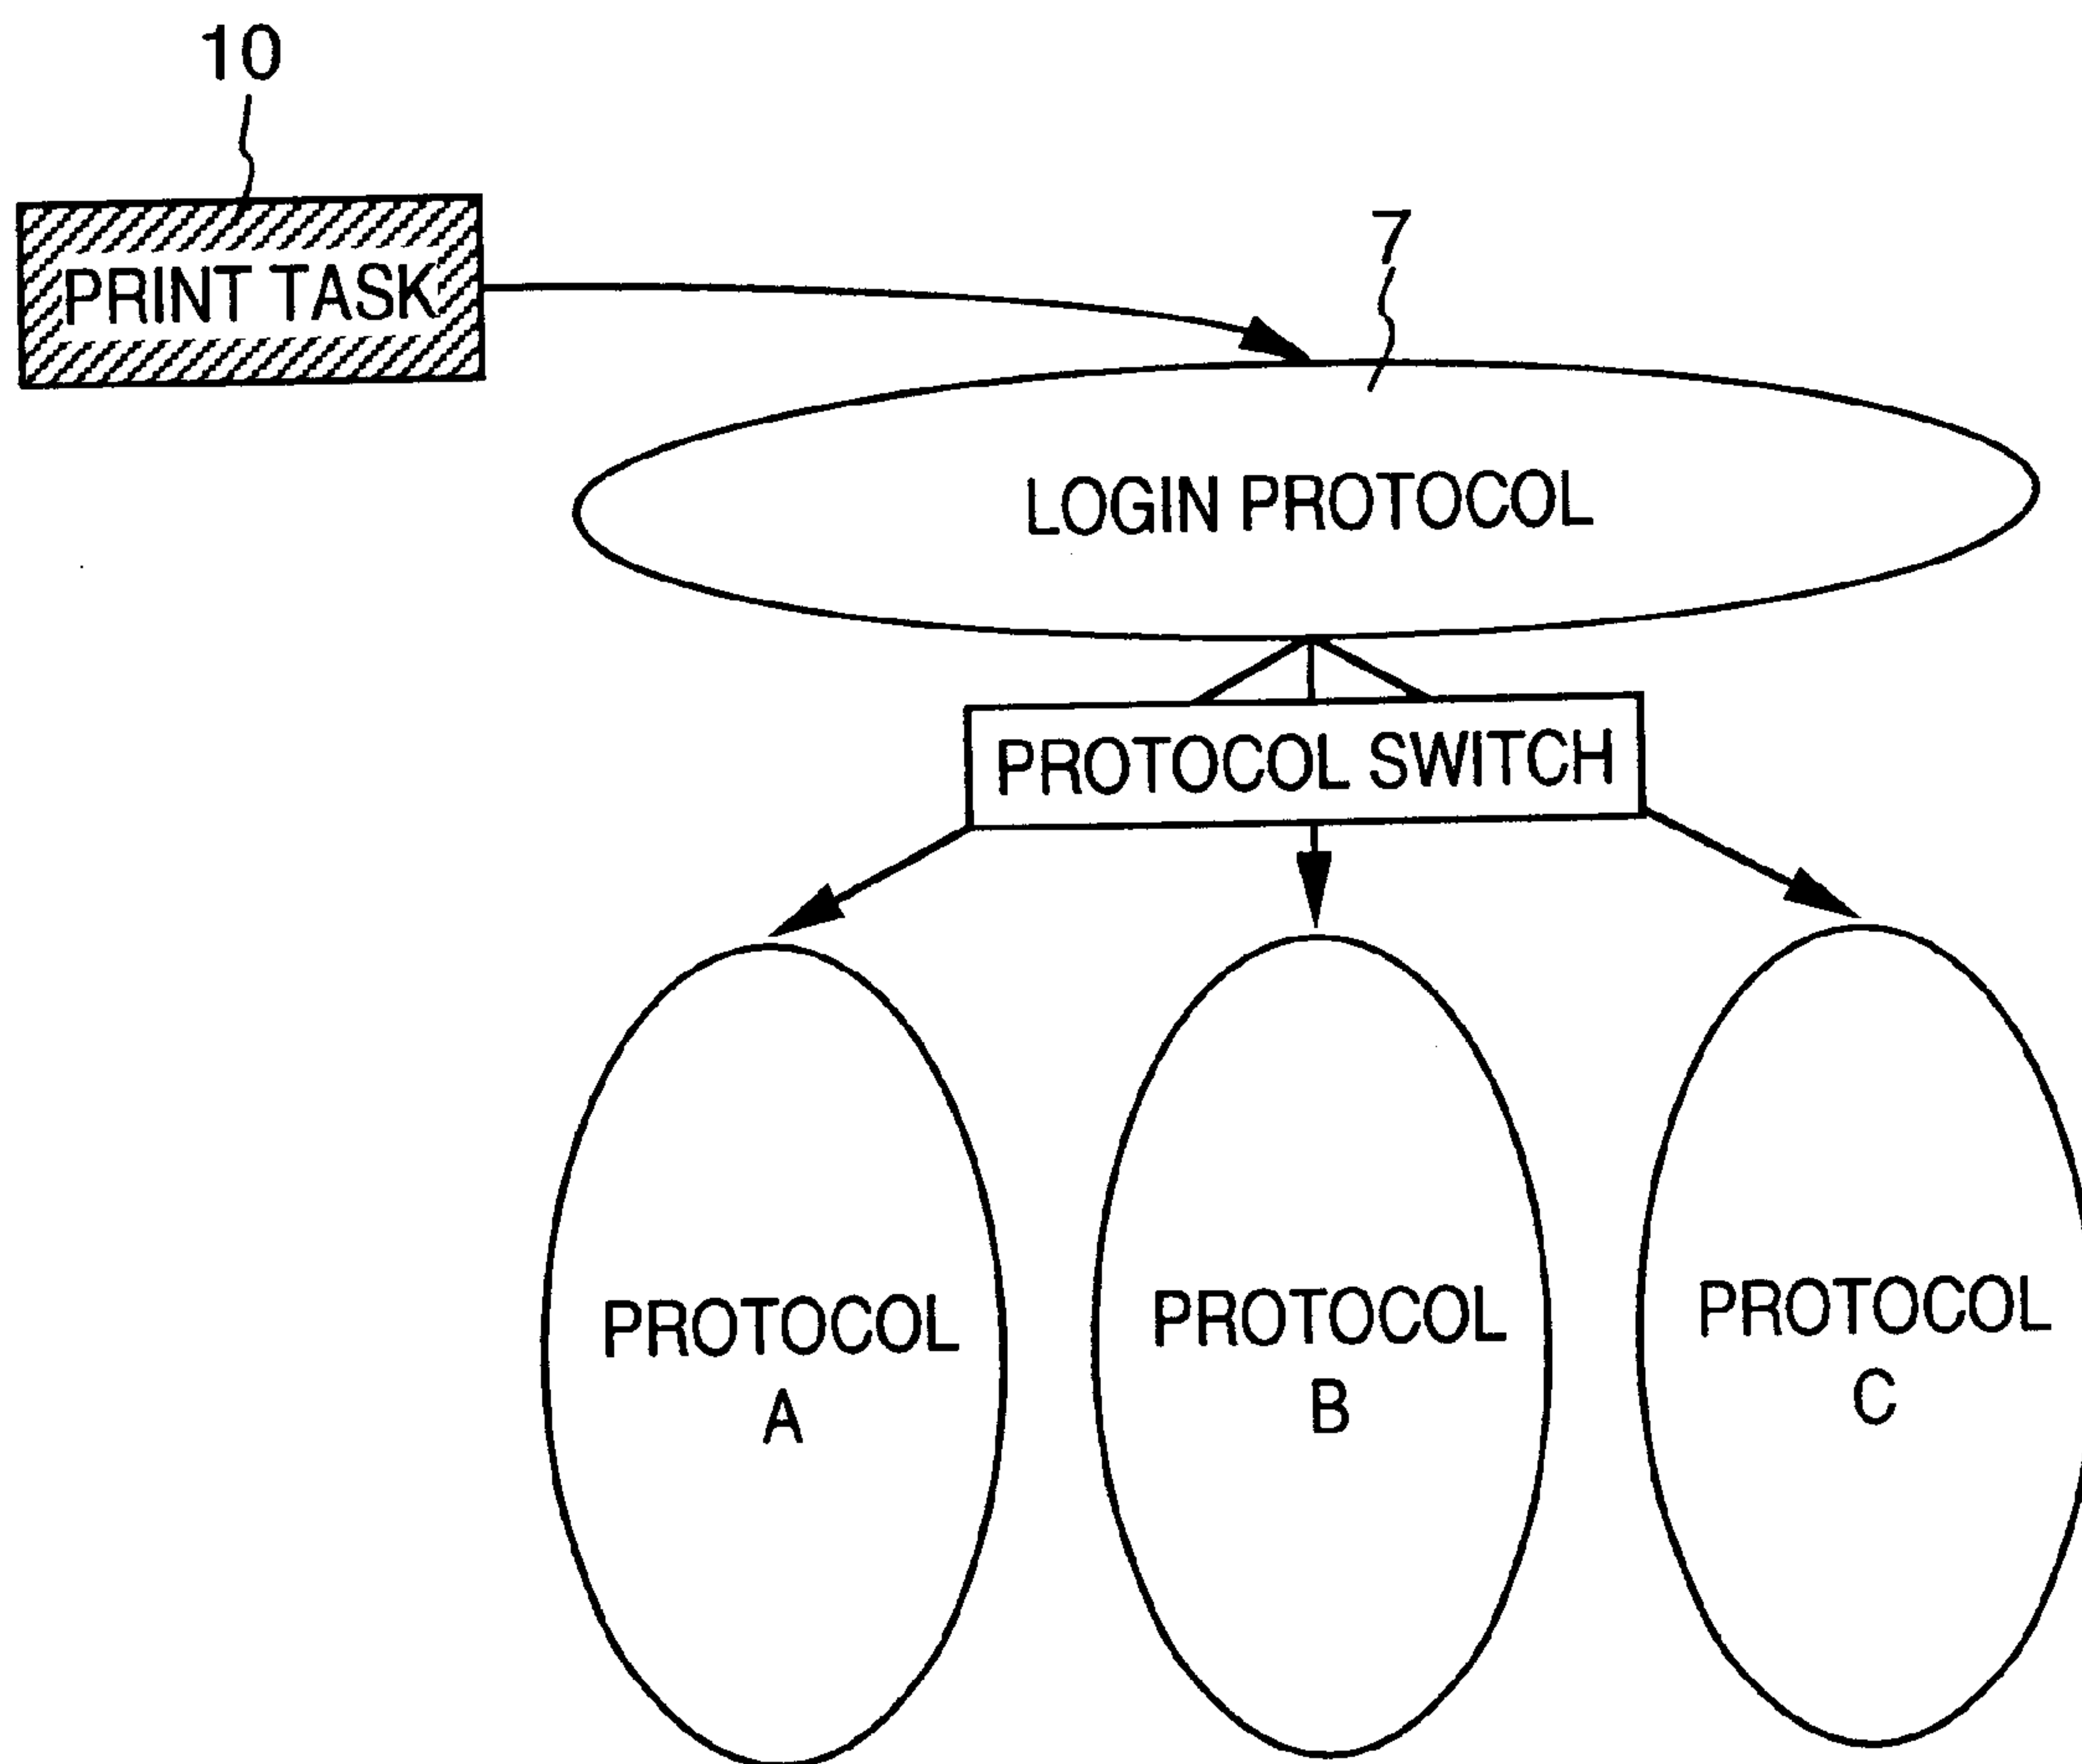 10
PRINT TASK
7
LOGIN PROTOCOL
PROTOCOL SWITCH
PROTOCOL
A
PROTOCOL
B
PROTOCOL
C